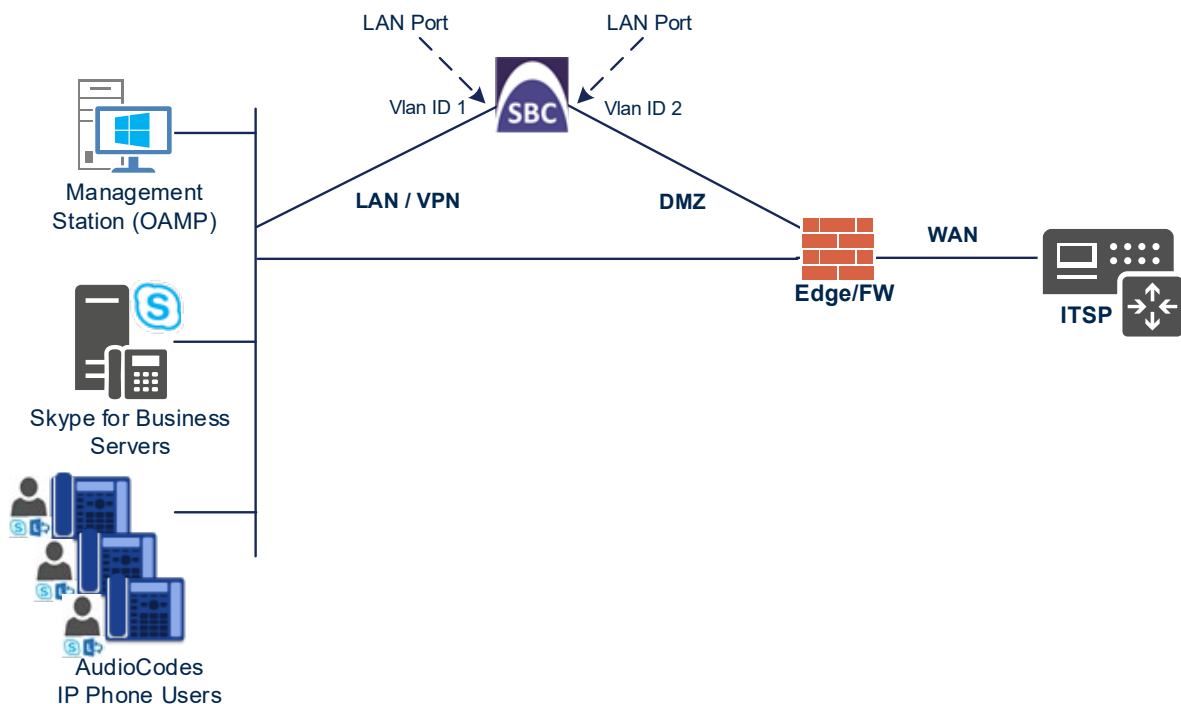 LAN Port
LAN Port
Vlan ID 1
SBC
Vlan ID 2
Management
Station (OAMP)
LAN / VPN
DMZ
WAN
Edge/FW
ITSP
S
Skype for Business
Servers
S
S
S
AudioCodes
IP Phone Users